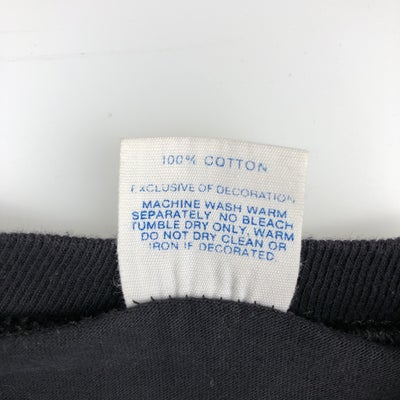 100% COTTON
EXCLUSIVE OF DECORATION
MACHINE WASH WARM
SEPARATELY NO BLEACH
TUMBLE DRY ONLY. WARM
DO NOT DRY CLEAN OR
IRON IF DECORATED